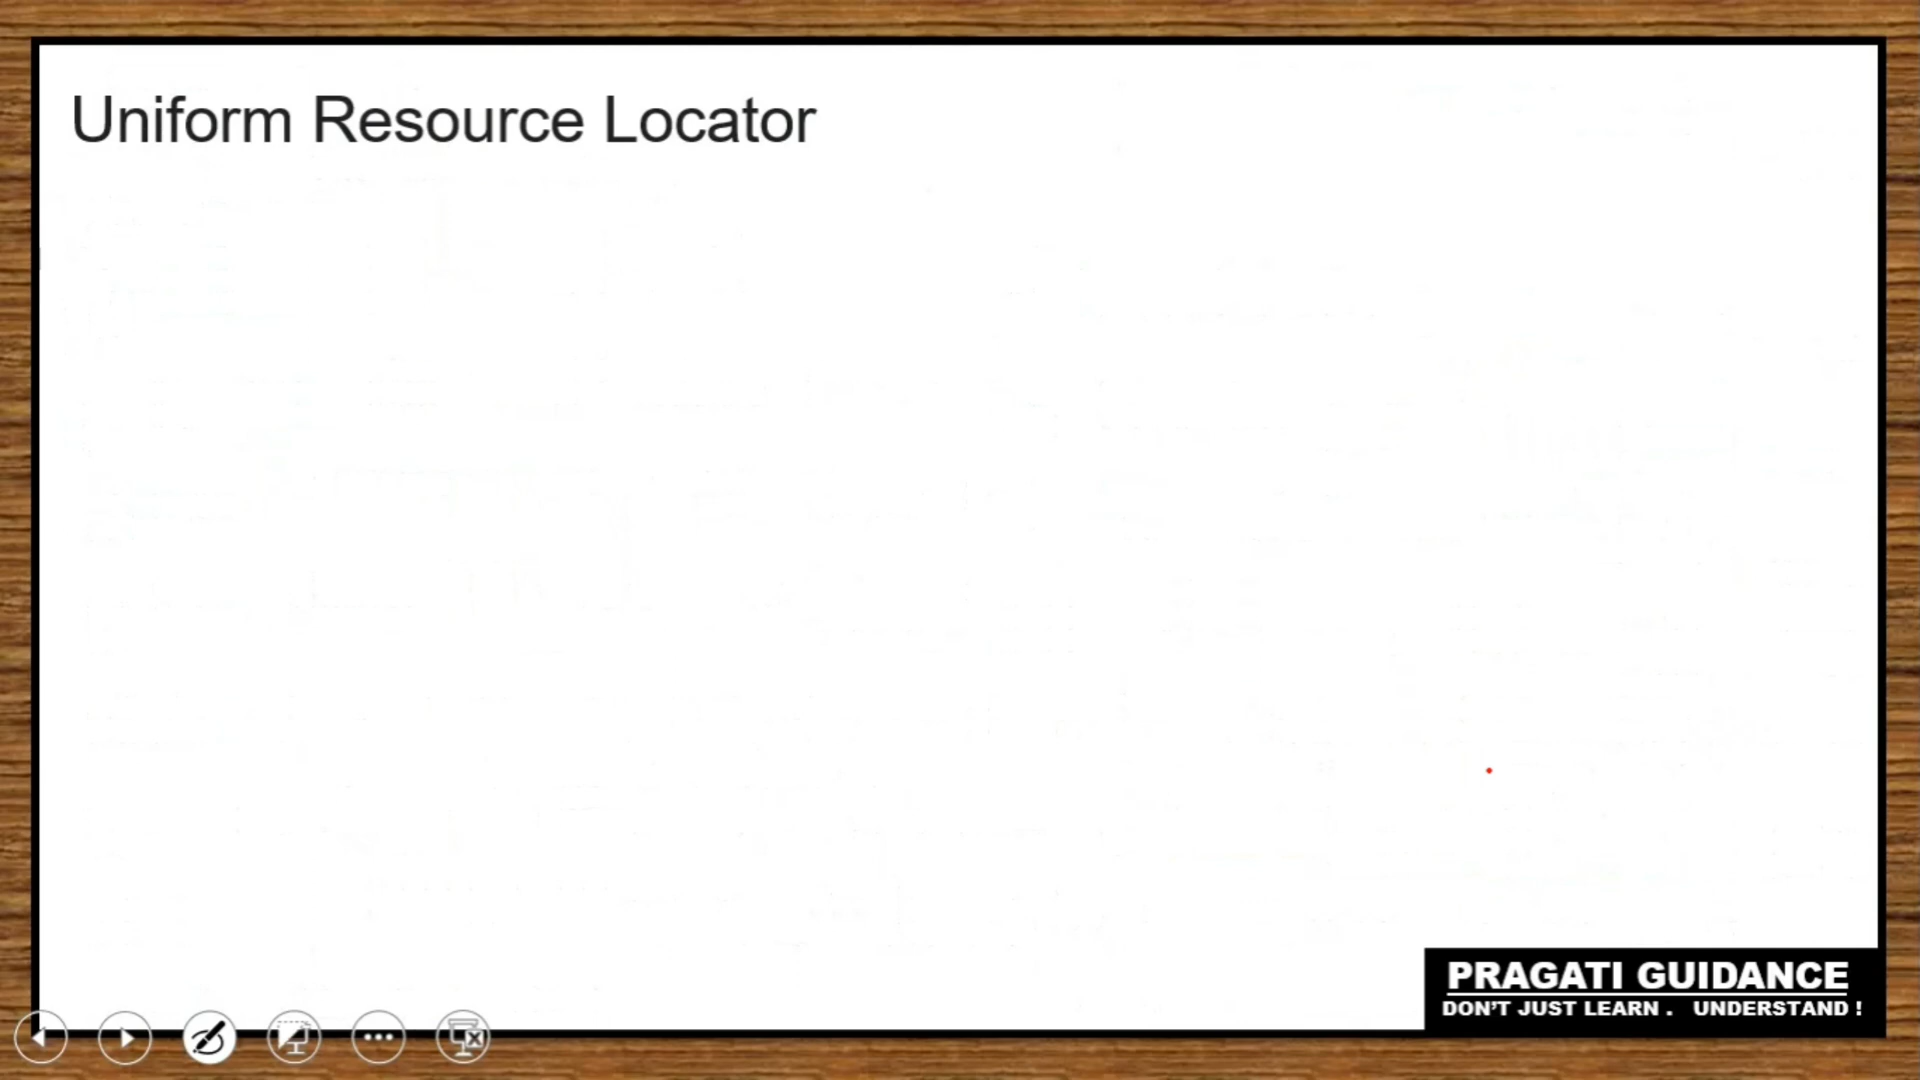 Uniform Resource Locator
PRAGATI GUIDANCE
DON'T JUST LEARN . UNDERSTAND !